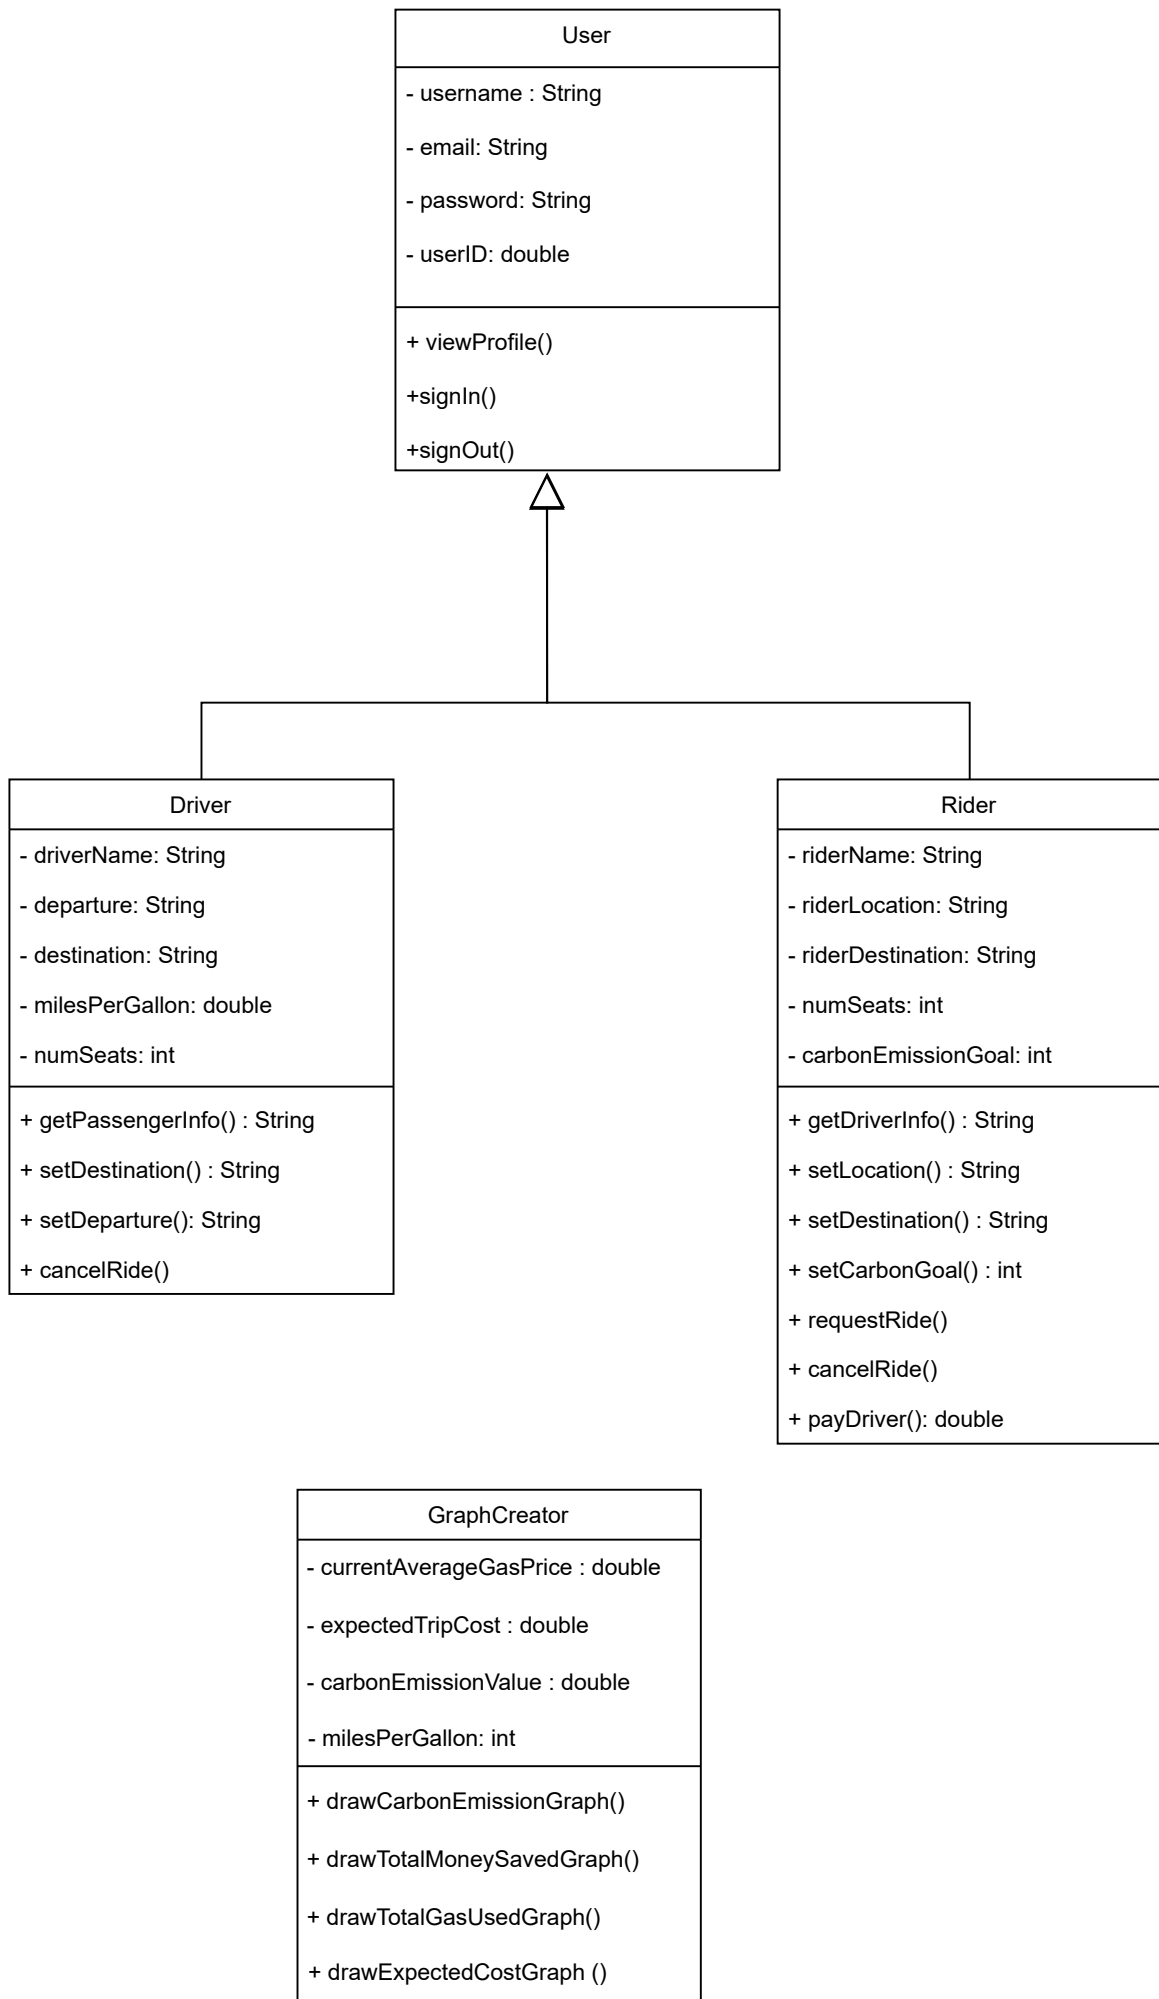 User
- username : String
- email: String
- password: String
- userID: double
+ viewProfile()
+signIn()
+signOut()
Driver
- driverName: String
- departure: String
- destination: String
- milesPerGallon: double
- numSeats: int
+ getPassengerInfo() : String
+ setDestination() : String
+ setDeparture(): String
+ cancelRide()
Rider
- riderName: String
- riderLocation: String
- riderDestination: String
- numSeats: int
- carbonEmissionGoal: int
+ getDriverInfo() : String
+ setLocation() : String
+ setDestination() : String
+ setCarbonGoal() : int
+ requestRide()
+ cancelRide()
+ payDriver(): double
GraphCreator
- currentAverageGasPrice : double
- expectedTripCost : double
- carbonEmissionValue : double
- milesPerGallon: int
+ drawCarbonEmissionGraph()
+ drawTotalMoneySavedGraph()
+ drawTotalGasUsedGraph()
+ drawExpectedCostGraph ()